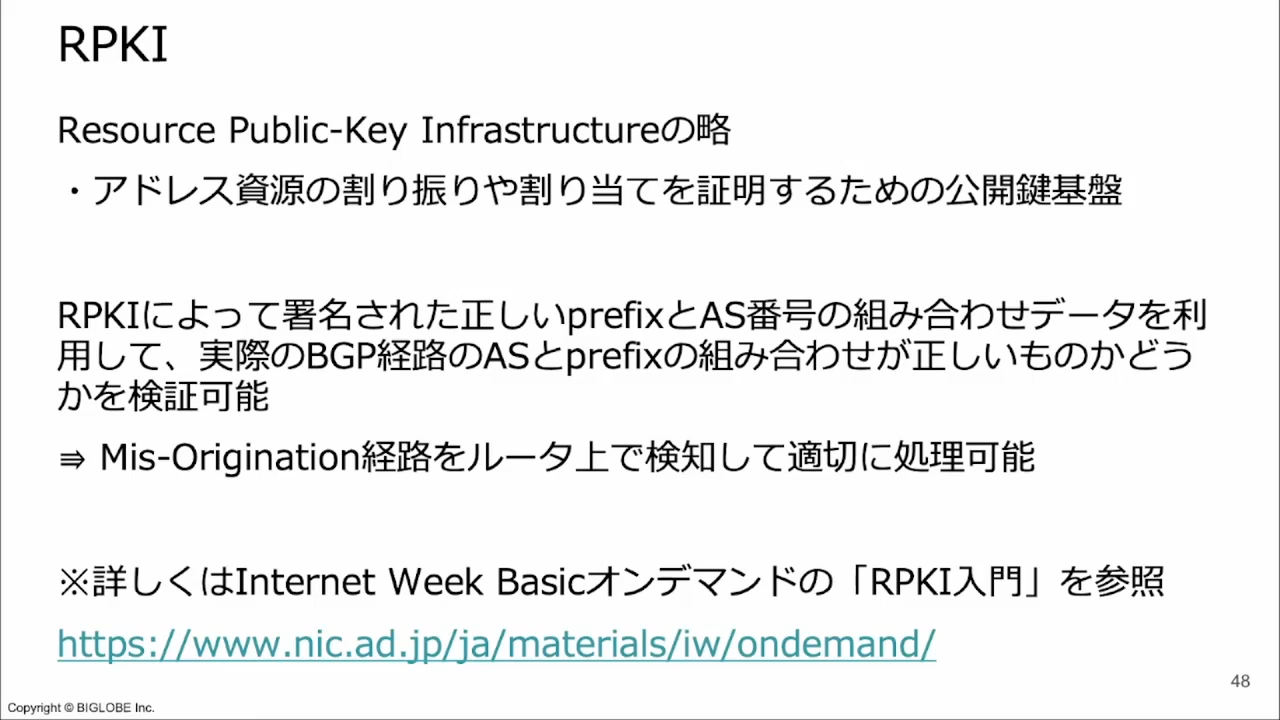 RPKI
Resource Public-Key Infrastructureの略
・アドレス資源の割り振りや割り当てを証明するための公開鍵基盤
RPKIによって署名された正しいprefixとAS番号の組み合わせデータを利
用して、実際のBGP経路のASとprefixの組み合わせが正しいものかどう
かを検証可能
⇛ Mis-Origination経路をルータ上で検知して適切に処理可能
※詳しくはInternet Week Basicオンデマンドの「RPKI入門」を参照
https://www.nic.ad.jp/ja/materials/iw/ondemand/
48
Copyright © BIGLOBE Inc.